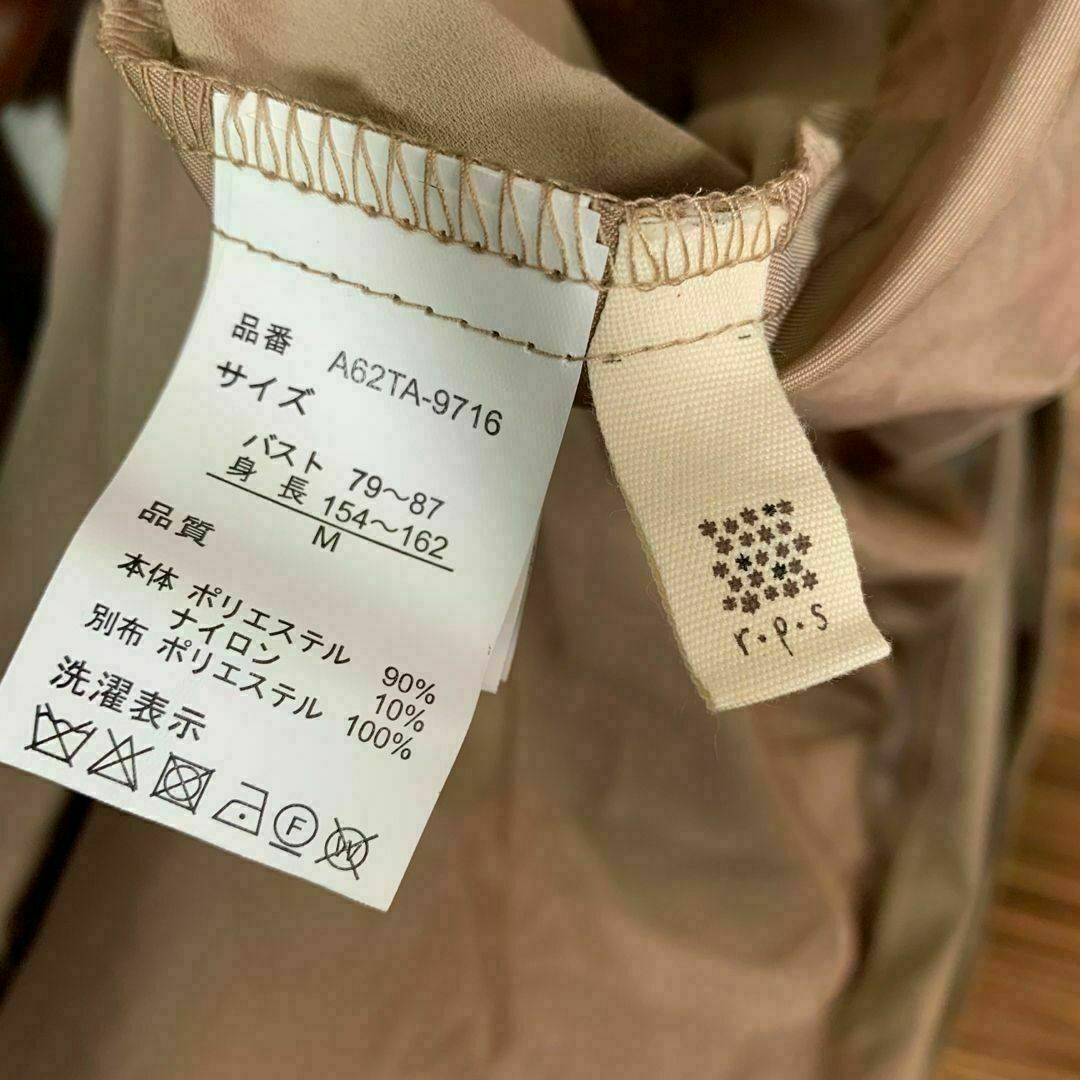 品番 A62TA-9716
サイズ
バスト 79～87
身長 154～162
M
品質
本体 ポリエステル 90%
ナイロン 10%
別布 ポリエステル 100%
洗濯表示
F
W
r.p.s